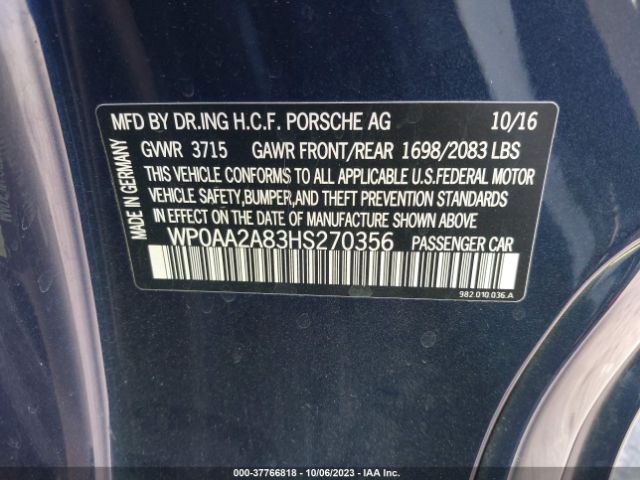 MFD BY DR.ING H.C.F. PORSCHE AG 10/16
GVWR 3715 GAWR FRONT/REAR 1698/2083 LBS
THIS VEHICLE CONFORMS TO ALL APPLICABLE U.S.FEDERAL MOTOR
VEHICLE SAFETY,BUMPER,AND THEFT PREVENTION STANDARDS
IN EFFECT ON THE DATE OF MANUFACTURE SHOWN ABOVE
WP0AA2A83HS270356 PASSENGER CAR
982.010.036.A
MADE IN GERMANY
000-37766818 - 10/06/2023 - IAA Inc.